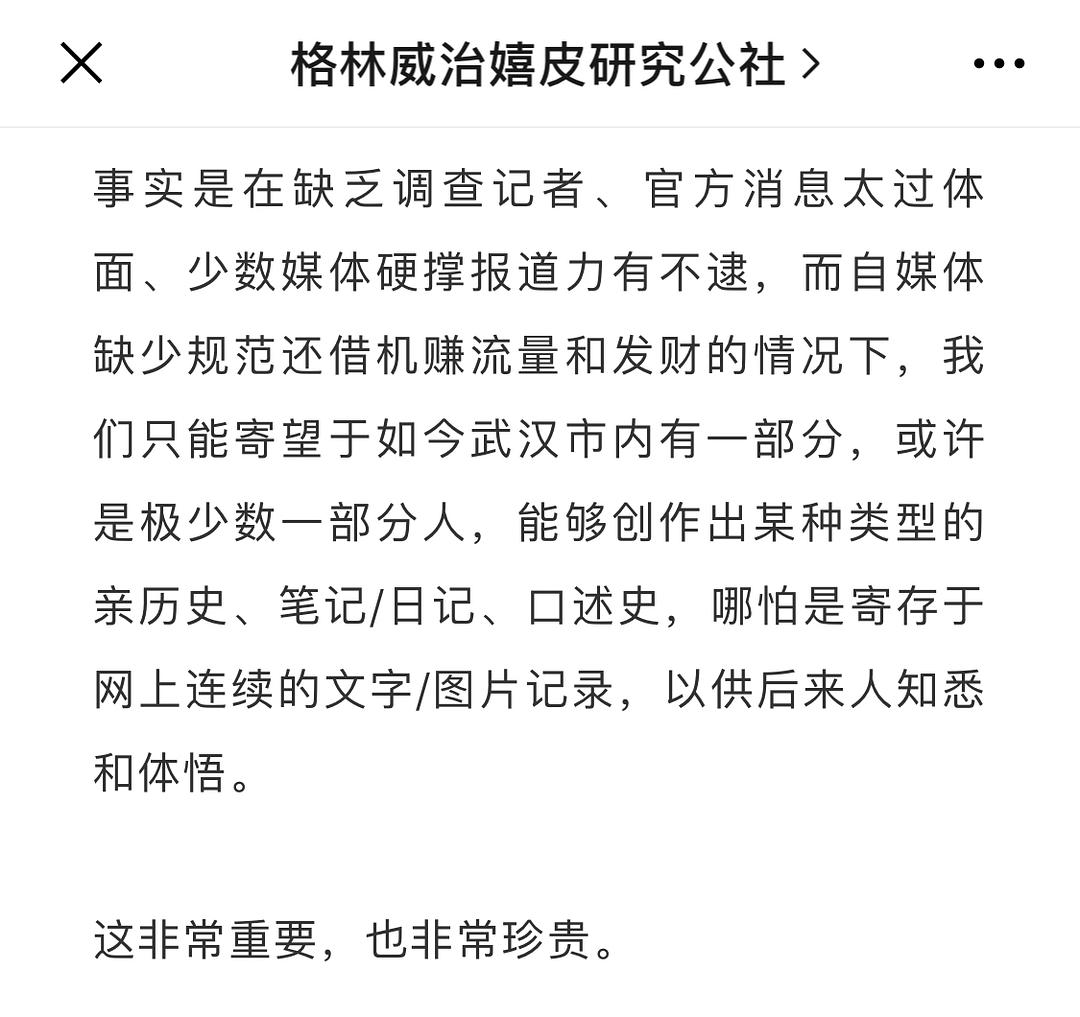 格林威治嬉皮研究公社
事实是在缺乏调查记者、官方消息太过体
面、少数媒体硬撑报道力有不逮，而自媒体
缺少规范还借机赚流量和发财的情况下，我
们只能寄望于如今武汉市内有一部分，或许
是极少数一部分人，能够创作出某种类型的
亲历史、笔记/日记、口述史，哪怕是寄存于
网上连续的文字/图片记录，以供后来人知悉
和体悟。
这非常重要，也非常珍贵。